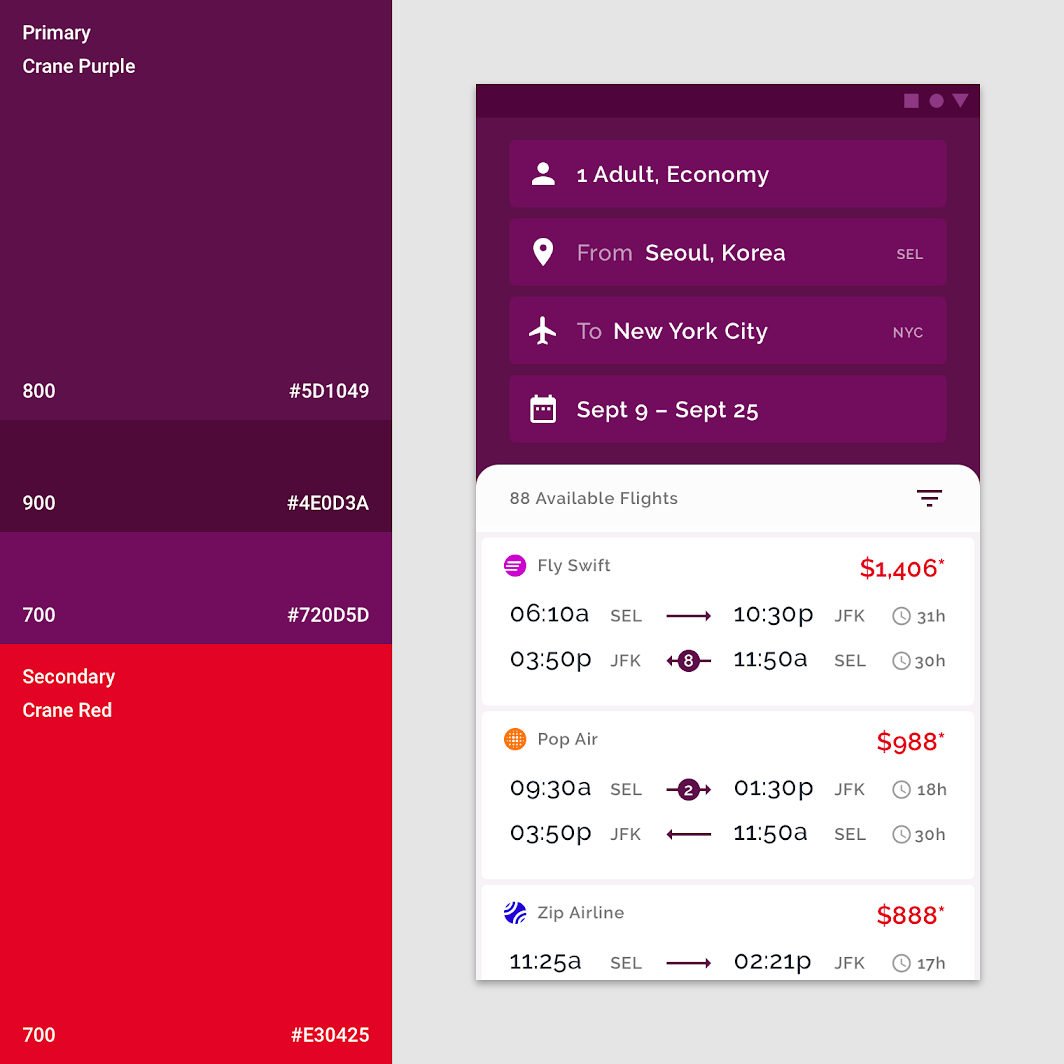 Primary
Crane Purple
800 #5D1049
900 #4E0D3A
700 #720D5D
Secondary
Crane Red
700 #E30425
1 Adult, Economy
From Seoul, Korea SEL
To New York City NYC
Sept 9 – Sept 25
88 Available Flights
Fly Swift $1,406*
06:10a SEL 10:30p JFK 31h
03:50p JFK 8 11:50a SEL 30h
Pop Air $988*
09:30a SEL 2 01:30p JFK 18h
03:50p JFK 11:50a SEL 30h
Zip Airline $888*
11:25a SEL 02:21p JFK 17h